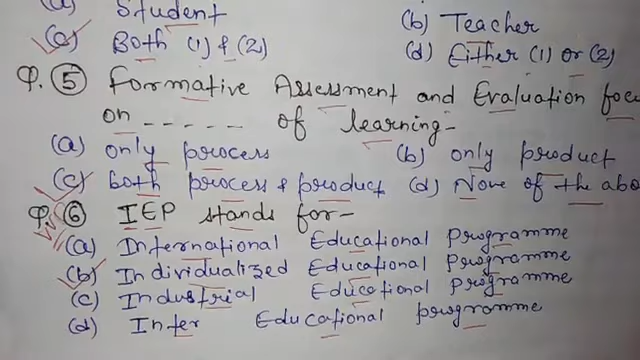 (a) Student
(b) Teacher
(c) Both (1) & (2)
(d) Either (1) or (2)
Q. 5 Formative Assessment and Evaluation focu
on ----- of learning-
(a) only process
(b) only product
(c) both process & product (d) None of the abo
Q. 6 IEP stands for-
(a) International Educational Programme
(b) Individualized Educational Programme
(c) Industrial Educational Programme
(d) Inter Educational programme